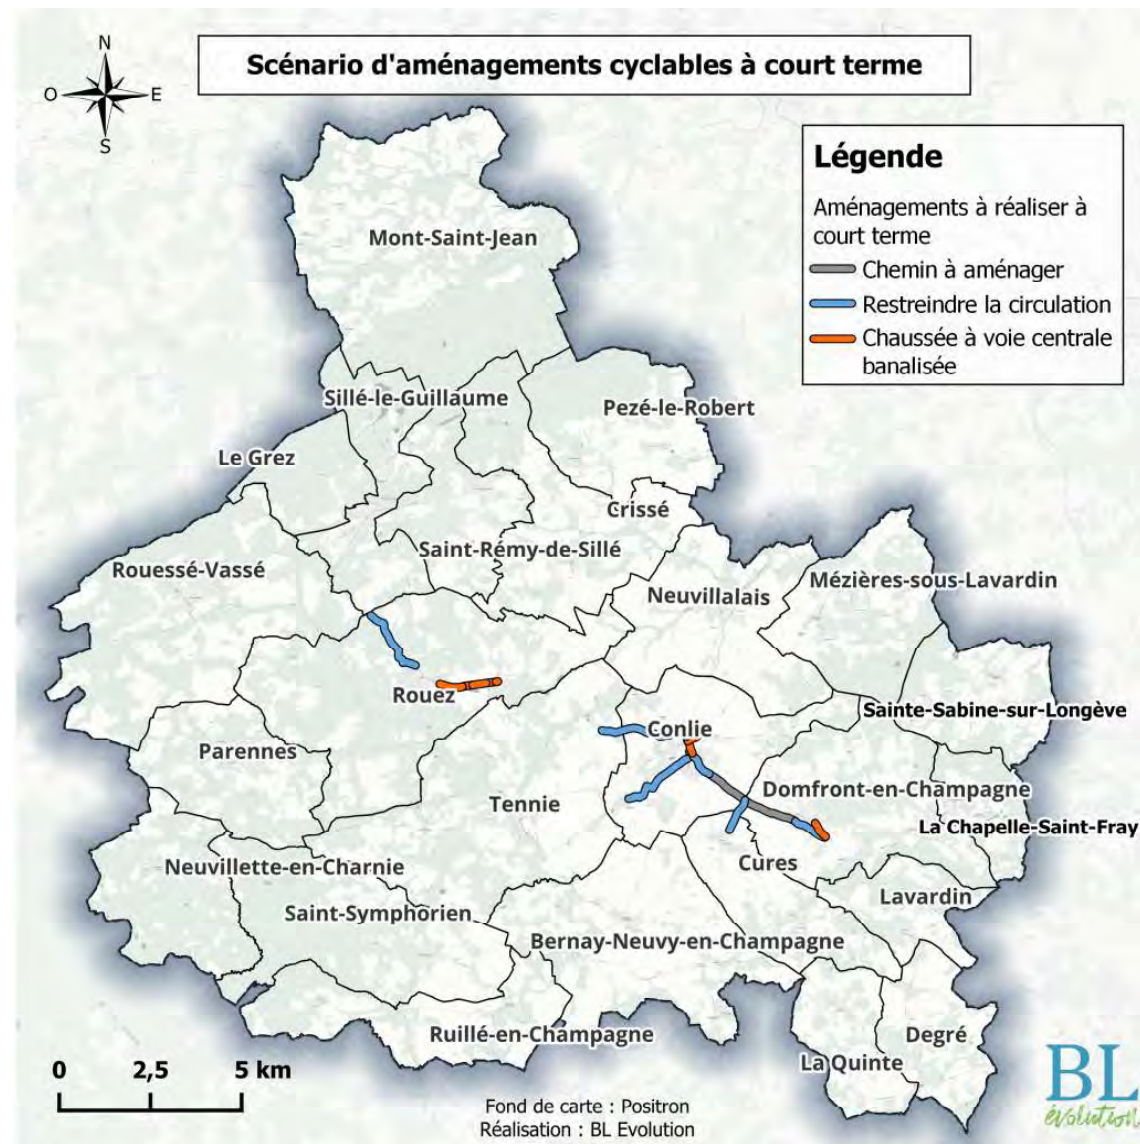 Scénario d'aménagements cyclables à court terme
N
O
E
S
Légende
Aménagements à réaliser à
court terme
Chemin à aménager
Restreindre la circulation
Chaussée à voie centrale
banalisée
Mont-Saint-Jean
Sillé-le-Guillaume
Pezé-le-Robert
Le Grez
Crissé
Saint-Rémy-de-Sillé
Rouessé-Vassé
Mézières-sous-Lavardin
Neuvillalais
Rouez
Sainte-Sabine-sur-Longève
Conlie
Parennes
Domfront-en-Champagne
Tennie
La Chapelle-Saint-Fray
Cures
Neuvillette-en-Charnie
Lavardin
Saint-Symphorien
Bernay-Neuvy-en-Champagne
Ruillé-en-Champagne
Degré
La Quinte
0 2,5 5 km
Fond de carte : Positron
Réalisation : BL Evolution
BL
évolution